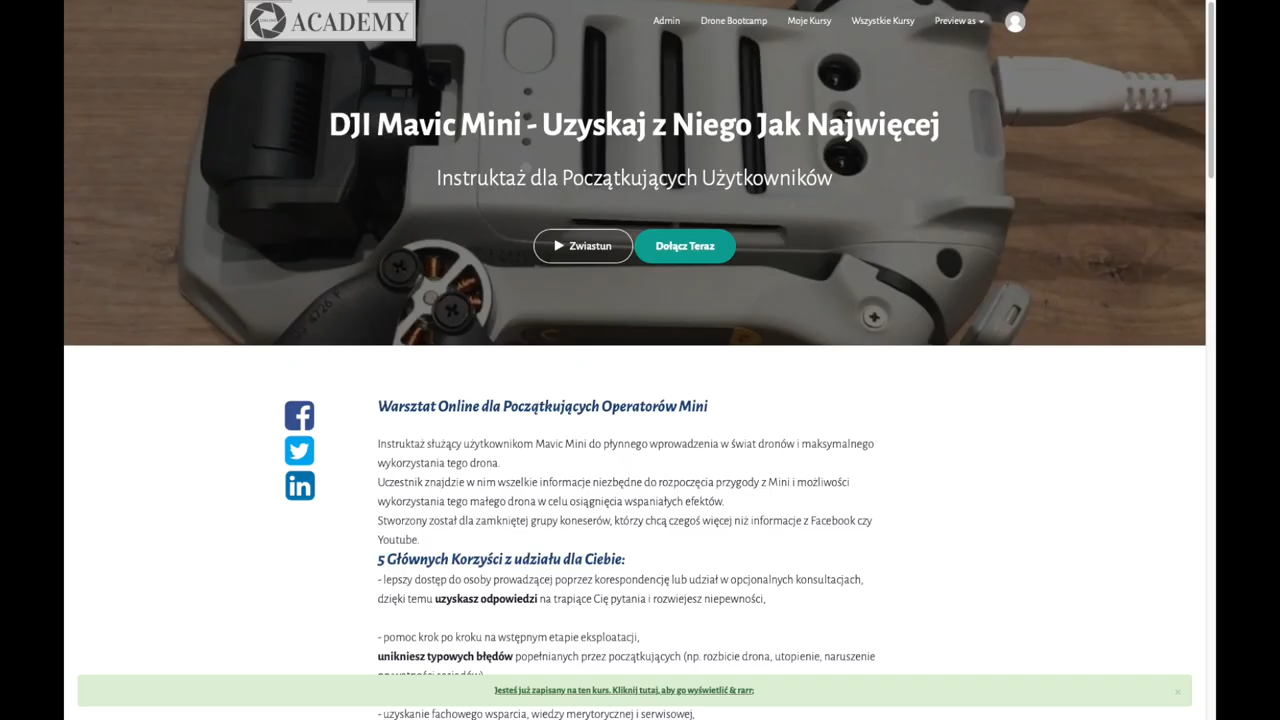 ONLINE
ACADEMY
Admin
Drone Bootcamp
Moje Kursy
Wszystkie Kursy
Preview as
DJI Mavic Mini - Uzyskaj z Niego Jak Najwięcej
Instruktaż dla Początkujących Użytkowników
Zwiastun
Dołącz Teraz
4726 Y
Warsztat Online dla Początkujących Operatorów Mini
Instruktaż służący użytkownikom Mavic Mini do płynnego wprowadzenia w świat dronów i maksymalnego
wykorzystania tego drona.
Uczestnik znajdzie w nim wszelkie informacje niezbędne do rozpoczęcia przygody z Mini i możliwości
wykorzystania tego małego drona w celu osiągnięcia wspaniałych efektów.
Stworzony został dla zamkniętej grupy koneserów, którzy chcą czegoś więcej niż informacje z Facebook czy
Youtube.
5 Głównych Korzyści z udziału dla Ciebie:
- lepszy dostęp do osoby prowadzącej poprzez korespondencję lub udział w opcjonalnych konsultacjach,
dzięki temu uzyskasz odpowiedzi na trapiące Cię pytania i rozwiejesz niepewności,
- pomoc krok po kroku na wstępnym etapie eksploatacji,
unikniesz typowych błędów popełnianych przez początkujących (np. rozbicie drona, utopienie, naruszenie
Jesteś już zapisany na ten kurs. Kliknij tutaj, aby go wyświetlić & rarr;
×
- uzyskanie fachowego wsparcia, wiedzy merytorycznej i serwisowej,